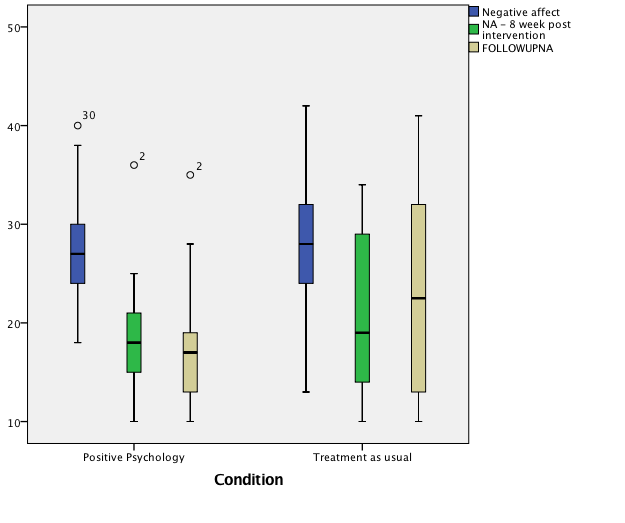 Negative affect
NA - 8 week post
intervention
FOLLOWUPNA
50
40
30
20
10
30
2
2
Positive Psychology
Treatment as usual
Condition